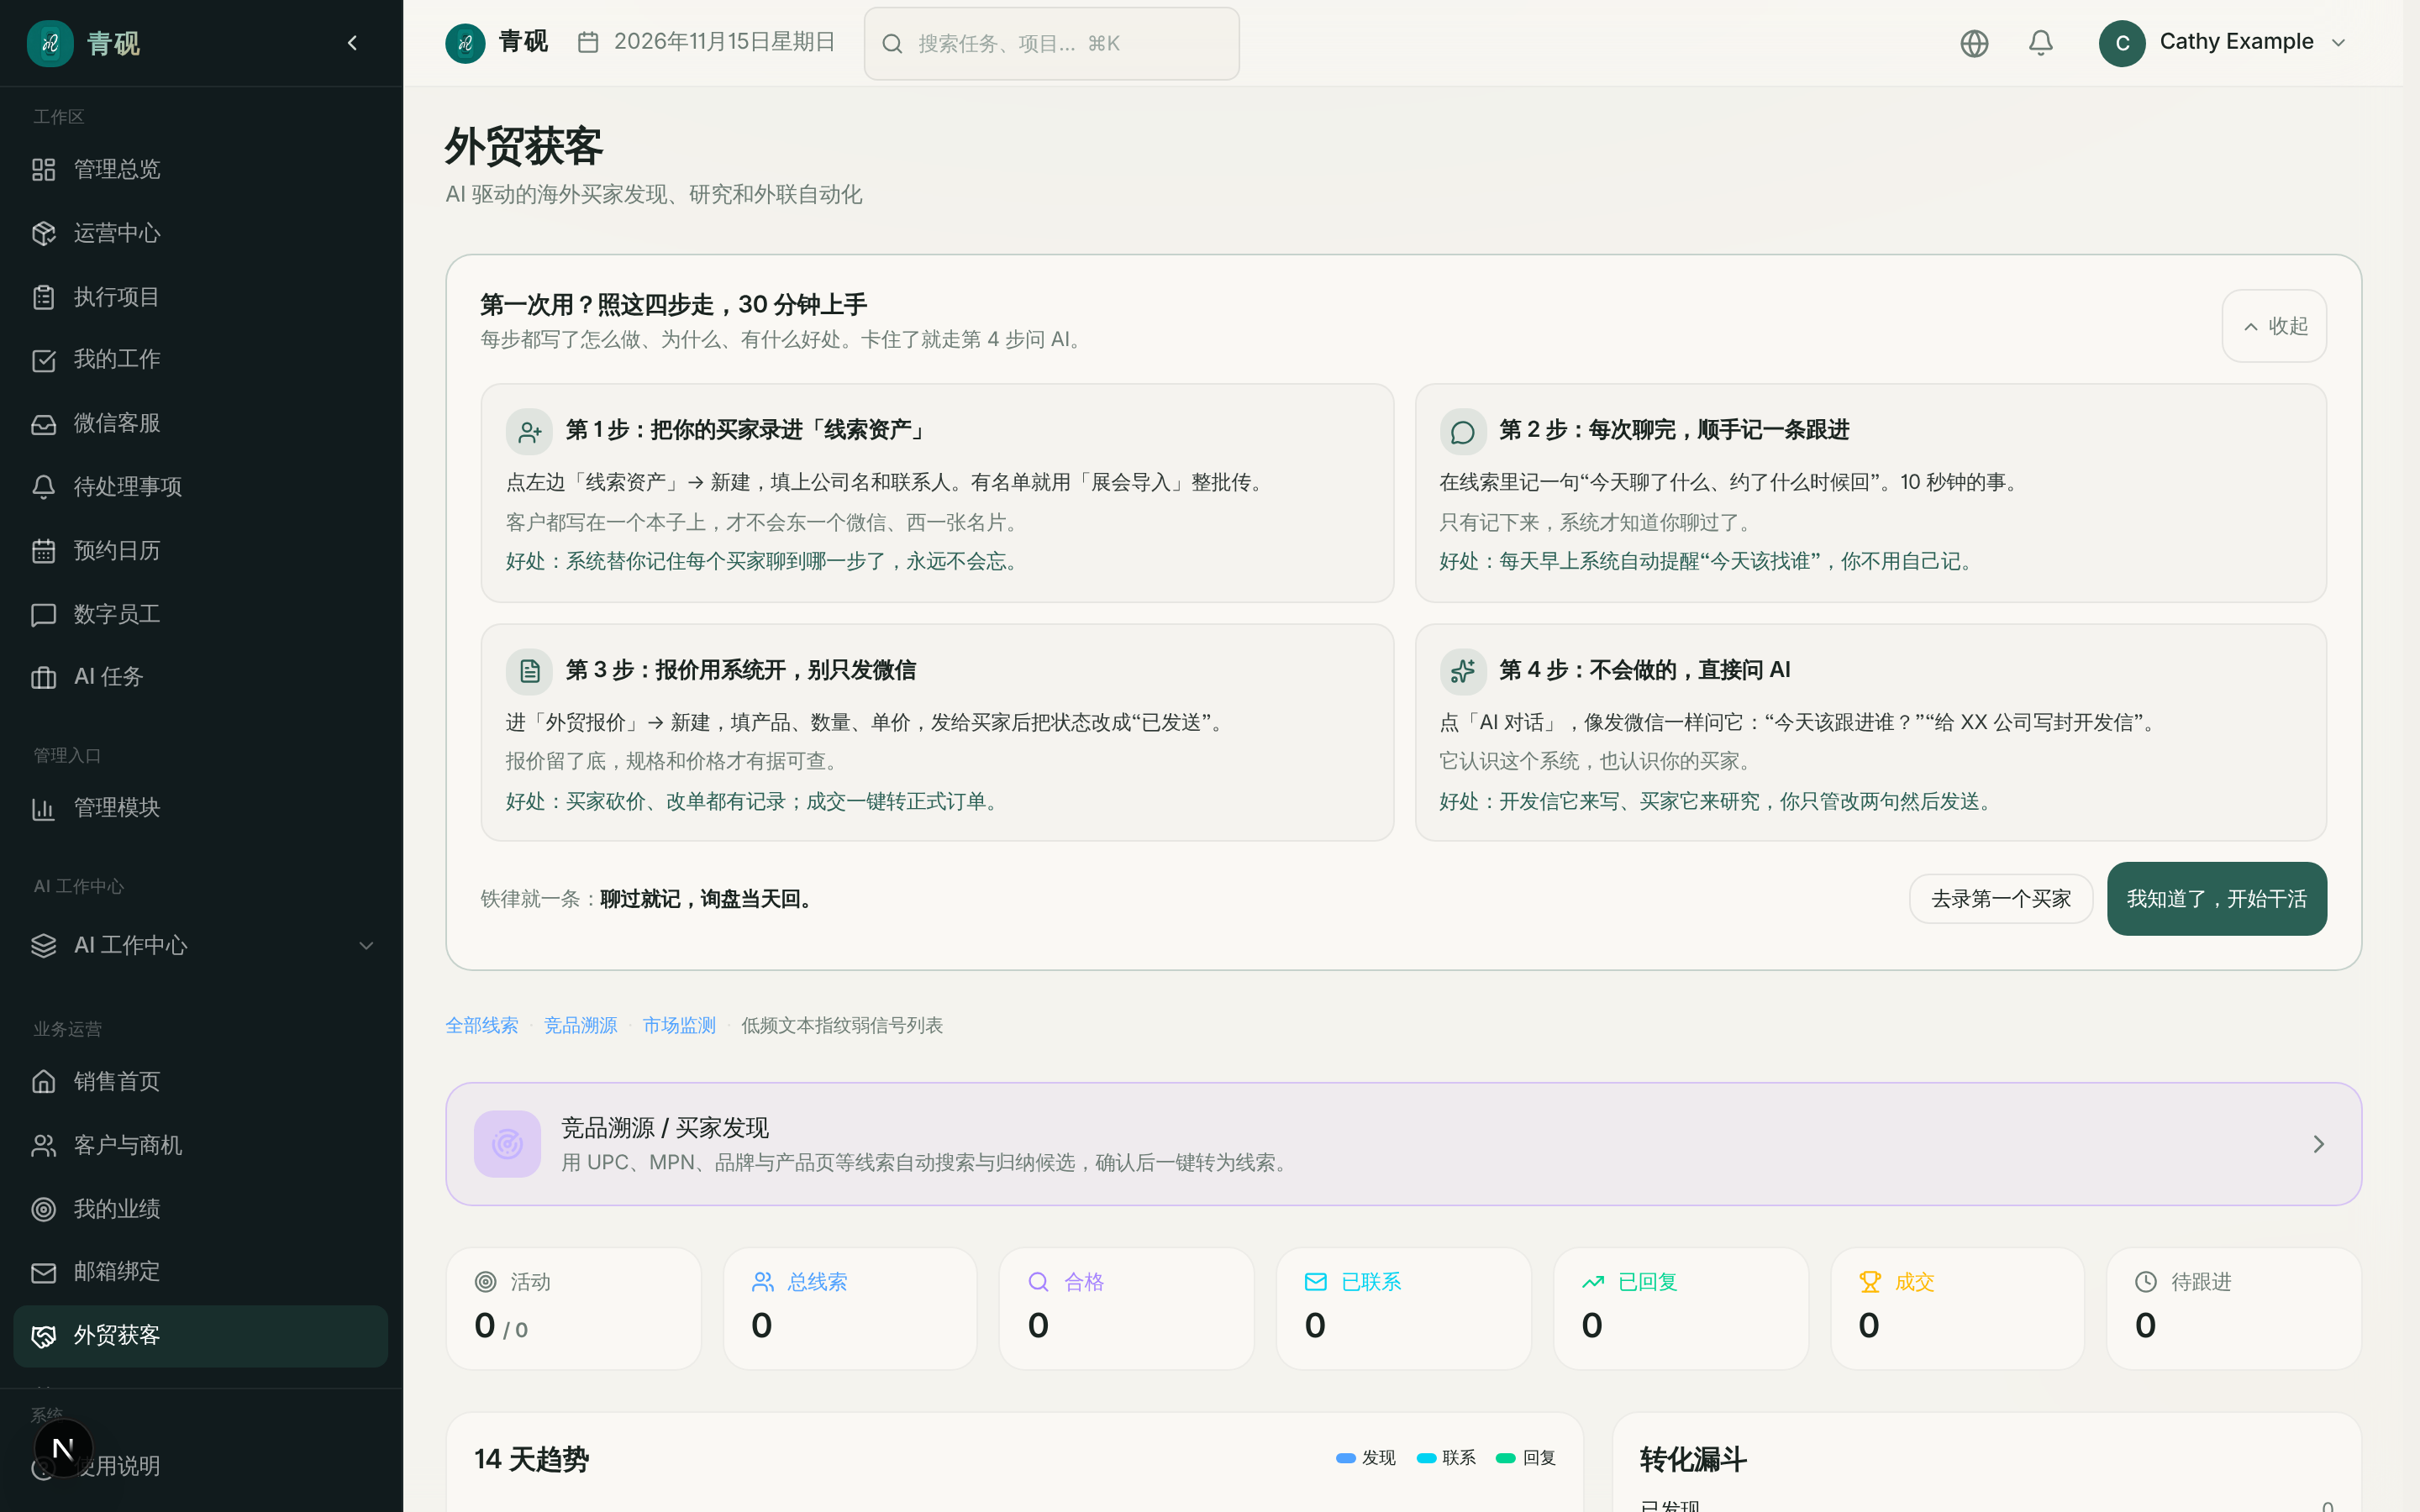 青砚
工作区
管理总览
运营中心
执行项目
我的工作
微信客服
待处理事项
预约日历
数字员工
AI 任务
管理入口
管理模块
AI 工作中心
AI 工作中心
业务运营
销售首页
客户与商机
我的业绩
邮箱绑定
外贸获客
系统
N
使用说明
青砚
2026年11月15日星期日
搜索任务、项目... ⌘K
C
Cathy Example
外贸获客
AI 驱动的海外买家发现、研究和外联自动化
第一次用？照这四步走，30 分钟上手
每步都写了怎么做、为什么、有什么好处。卡住了就走第 4 步问 AI。
收起
第 1 步：把你的买家录进「线索资产」
点左边「线索资产」→ 新建，填上公司名和联系人。有名单就用「展会导入」整批传。
客户都写在一个本子上，才不会东一个微信、西一张名片。
好处：系统替你记住每个买家聊到哪一步了，永远不会忘。
第 2 步：每次聊完，顺手记一条跟进
在线索里记一句“今天聊了什么、约了什么时候回”。10 秒钟的事。
只有记下来，系统才知道你聊过了。
好处：每天早上系统自动提醒“今天该找谁”，你不用自己记。
第 3 步：报价用系统开，别只发微信
进「外贸报价」→ 新建，填产品、数量、单价，发给买家后把状态改成“已发送”。
报价留了底，规格和价格才有据可查。
好处：买家砍价、改单都有记录；成交一键转正式订单。
第 4 步：不会做的，直接问 AI
点「AI 对话」，像发微信一样问它：“今天该跟进谁？”“给 XX 公司写封开发信”。
它认识这个系统，也认识你的买家。
好处：开发信它来写、买家它来研究，你只管改两句然后发送。
铁律就一条：聊过就记，询盘当天回。
去录第一个买家
我知道了，开始干活
全部线索 · 竞品溯源 · 市场监测 · 低频文本指纹弱信号列表
竞品溯源 / 买家发现
用 UPC、MPN、品牌与产品页等线索自动搜索与归纳候选，确认后一键转为线索。
活动
0 / 0
总线索
0
合格
0
已联系
0
已回复
0
成交
0
待跟进
0
14 天趋势
发现
联系
回复
转化漏斗
已发现
0